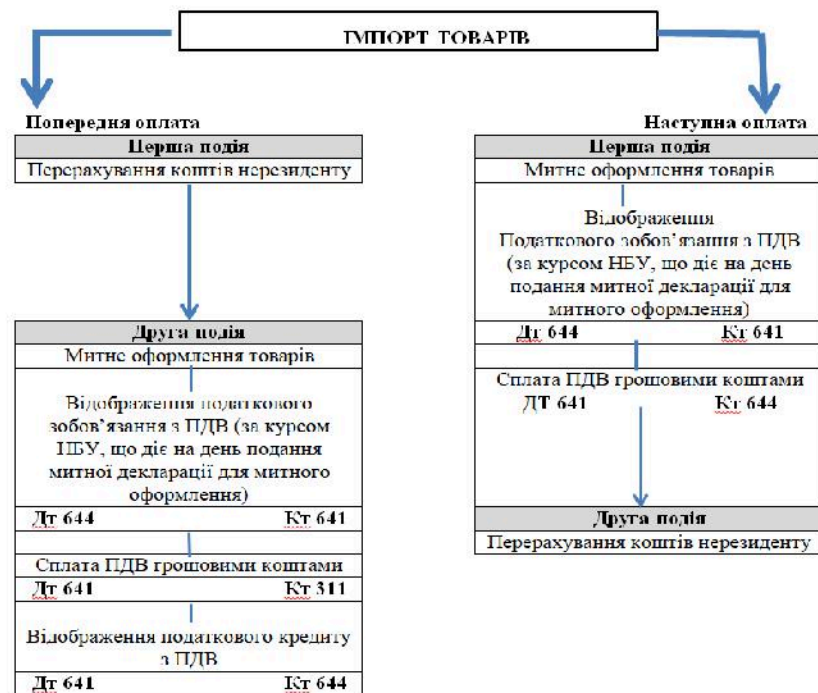 ІМПОРТ ТОВАРІВ
Попередня оплата
Перша подія
Перерахування коштів нерезиденту
Друга подія
Митне оформлення товарів
Відображення податкового
зобов’язання з ПДВ (за курсом
НБУ, що діє на день подання
митної декларації для митного
оформлення)
Дт 644 Кт 641
Сплата ПДВ грошовими коштами
Дт 641 Кт 311
Відображення податкового кредиту
з ПДВ
Дт 641 Кт 644
Наступна оплата
Перша подія
Митне оформлення товарів
Відображення
Податкового зобов’язання з ПДВ
(за курсом НБУ, що діє на день
подання митної декларації для
митного оформлення)
Дт 644 Кт 641
Сплата ПДВ грошовими коштами
ДТ 641 Кт 644
Друга подія
Перерахування коштів нерезиденту